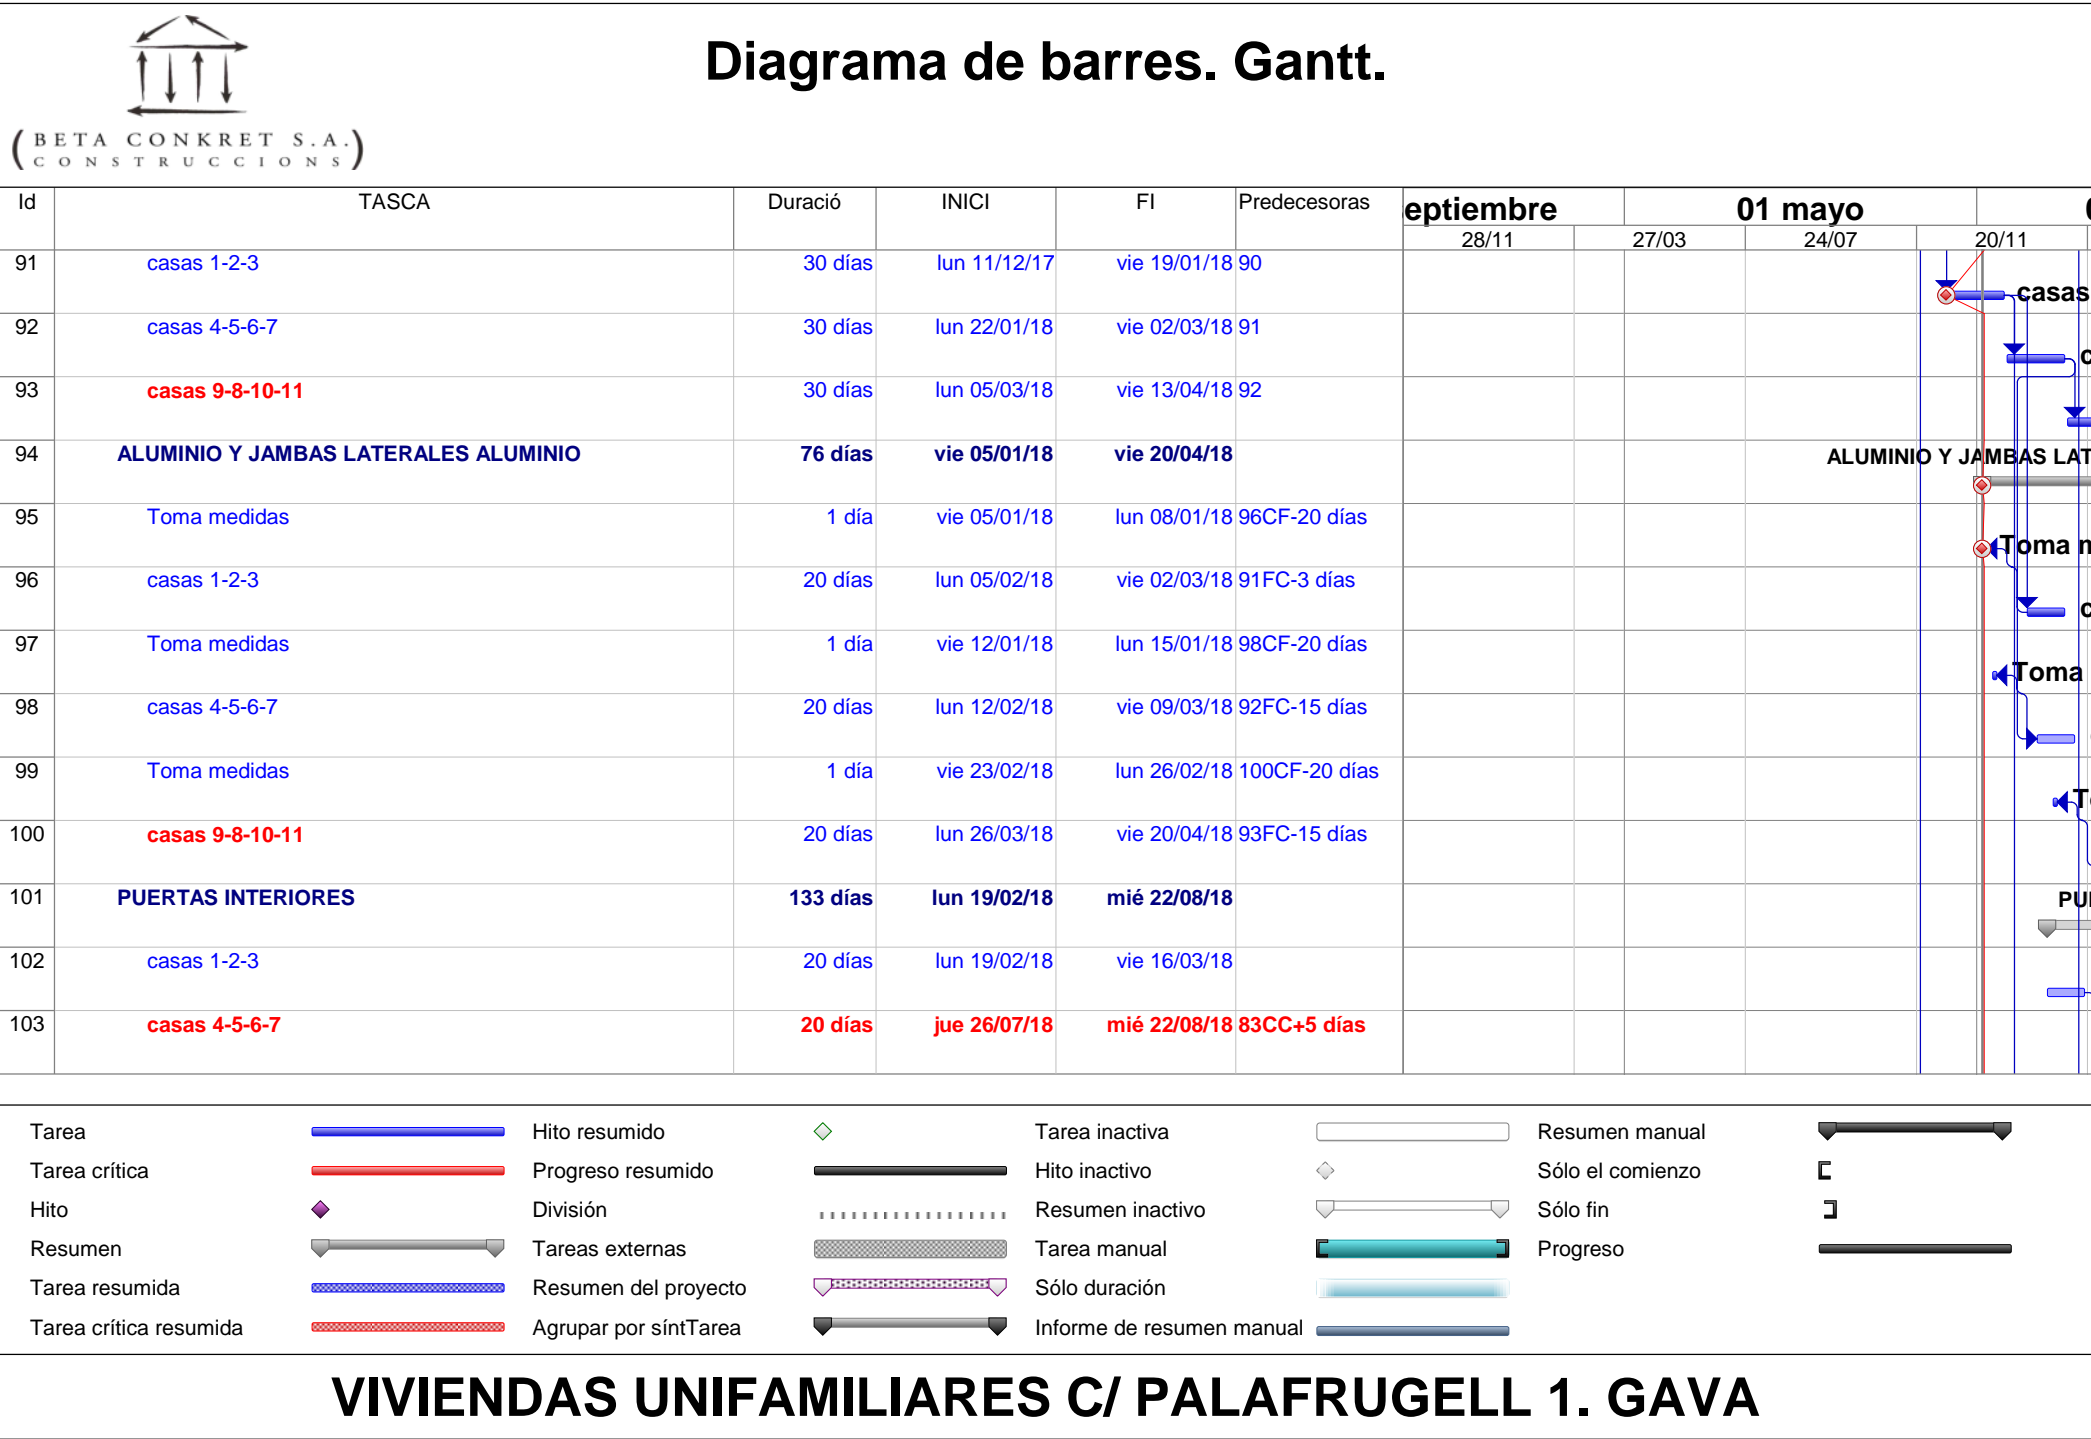 Diagrama de barres. Gantt.
(BETA CONKRET S.A.)
CONSTRUCCIONS
Id TASCA Duració INICI FI Predecesoras eptiembre 01 mayo
28/11 27/03 24/07 20/11
91 casas 1-2-3 30 días lun 11/12/17 vie 19/01/18 90
casas
92 casas 4-5-6-7 30 días lun 22/01/18 vie 02/03/18 91
c
93 casas 9-8-10-11 30 días lun 05/03/18 vie 13/04/18 92
94 ALUMINIO Y JAMBAS LATERALES ALUMINIO 76 días vie 05/01/18 vie 20/04/18
ALUMINIO Y JAMBAS LAT
95 Toma medidas 1 día vie 05/01/18 lun 08/01/18 96CF-20 días
Toma m
96 casas 1-2-3 20 días lun 05/02/18 vie 02/03/18 91FC-3 días
c
97 Toma medidas 1 día vie 12/01/18 lun 15/01/18 98CF-20 días
Toma
98 casas 4-5-6-7 20 días lun 12/02/18 vie 09/03/18 92FC-15 días
99 Toma medidas 1 día vie 23/02/18 lun 26/02/18 100CF-20 días
To
100 casas 9-8-10-11 20 días lun 26/03/18 vie 20/04/18 93FC-15 días
101 PUERTAS INTERIORES 133 días lun 19/02/18 mié 22/08/18
PUE
102 casas 1-2-3 20 días lun 19/02/18 vie 16/03/18
103 casas 4-5-6-7 20 días jue 26/07/18 mié 22/08/18 83CC+5 días
Tarea Hito resumido Tarea inactiva Resumen manual
Tarea crítica Progreso resumido Hito inactivo Sólo el comienzo
Hito División Resumen inactivo Sólo fin
Resumen Tareas externas Tarea manual Progreso
Tarea resumida Resumen del proyecto Sólo duración
Tarea crítica resumida Agrupar por síntTarea Informe de resumen manual
VIVIENDAS UNIFAMILIARES C/ PALAFRUGELL 1. GAVA